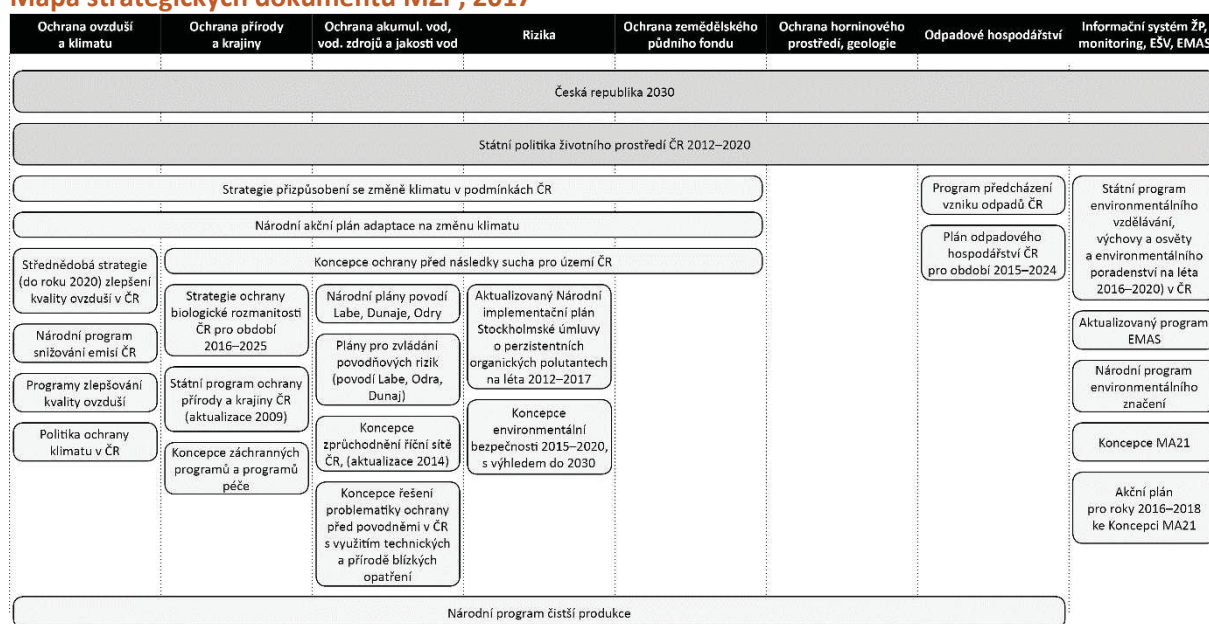 Mapa strategických dokumentů MŽP, 2017
Ochrana ovzduší
a klimatu
Ochrana přírody
a krajiny
Ochrana akumul. vod,
vod. zdrojů a jakosti vod
Rizika
Ochrana zemědělského
půdního fondu
Ochrana horninového
prostředí, geologie
Odpadové hospodářství
Informační systém ŽP,
monitoring, EŠV, EMAS
Česká republika 2030
Státní politika životního prostředí ČR 2012–2020
Strategie přizpůsobení se změně klimatu v podmínkách ČR
Národní akční plán adaptace na změnu klimatu
Koncepce ochrany před následky sucha pro území ČR
Střednědobá strategie
(do roku 2020) zlepšení
kvality ovzduší v ČR
Národní program
snižování emisí ČR
Programy zlepšování
kvality ovzduší
Politika ochrany
klimatu v ČR
Strategie ochrany
biologické rozmanitosti
ČR pro období
2016–2025
Státní program ochrany
přírody a krajiny ČR
(aktualizace 2009)
Koncepce záchranných
programů a programů
péče
Národní plány povodí
Labe, Dunaje, Odry
Plány pro zvládání
povodňových rizik
(povodí Labe, Odra,
Dunaj)
Koncepce
zprůchodnění říční sítě
ČR, (aktualizace 2014)
Koncepce řešení
problematiky ochrany
před povodněmi v ČR
s využitím technických
a přírodě blízkých
opatření
Aktualizovaný Národní
implementační plán
Stockholmské úmluvy
o perzistentních
organických polutantech
na léta 2012–2017
Koncepce
environmentální
bezpečnosti 2015–2020,
s výhledem do 2030
Program předcházení
vzniku odpadů ČR
Plán odpadového
hospodářství ČR
pro období 2015–2024
Státní program
environmentálního
vzdělávání,
výchovy a osvěty
a environmentálního
poradenství na léta
2016–2020) v ČR
Aktualizovaný program
EMAS
Národní program
environmentálního
značení
Koncepce MA21
Akční plán
pro roky 2016–2018
ke Koncepci MA21
Národní program čistší produkce